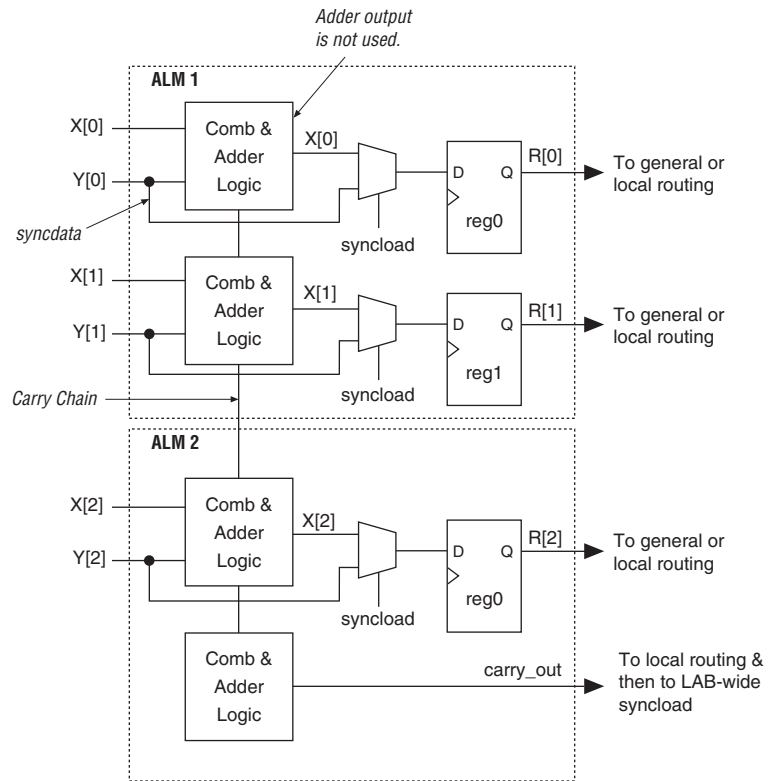 Adder output
is not used.
ALM 1
X[0]
Comb &
Adder
Logic
X[0]
Y[0]
D
Q
R[0]
reg0
To general or
local routing
syncdata
syncload
X[1]
Comb &
Adder
Logic
X[1]
Y[1]
D
Q
R[1]
reg1
To general or
local routing
syncload
Carry Chain
ALM 2
X[2]
Comb &
Adder
Logic
X[2]
Y[2]
D
Q
R[2]
reg0
To general or
local routing
syncload
Comb &
Adder
Logic
carry_out
To local routing &
then to LAB-wide
syncload